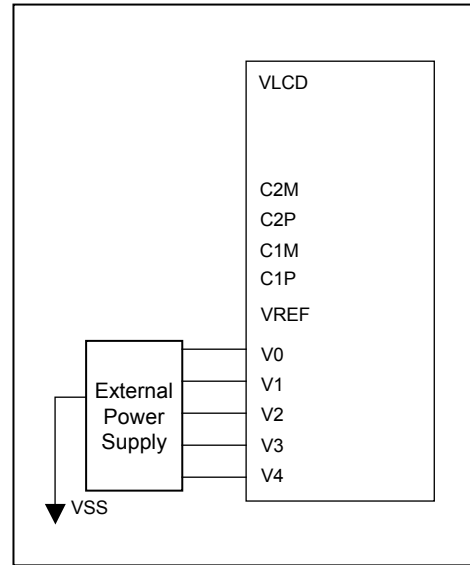 VLCD
C2M
C2P
C1M
C1P
VREF
V0
V1
V2
V3
V4
External
Power
Supply
VSS